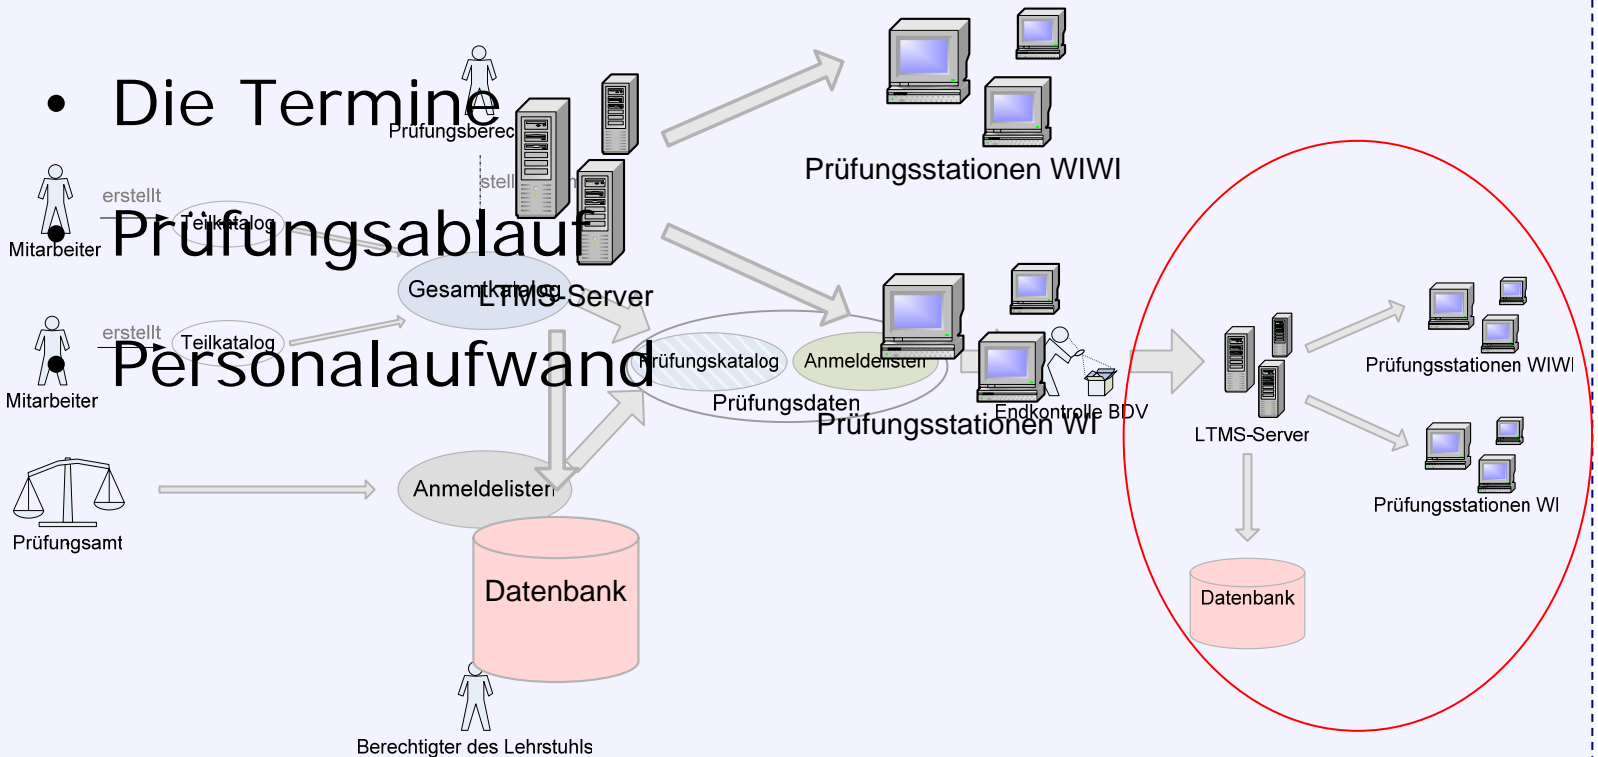 • Die Termine
• Prüfungsablauf
• Personalaufwand
Prüfungsberec
erstellt
Teilkatalog
Mitarbeiter
Gesamtkatalog
LTMS-Server
erstellt
Teilkatalog
Mitarbeiter
Prüfungskatalog
Anmeldelisten
Prüfungsdaten
Prüfungsstationen WIWI
Prüfungsstationen WI
Endkontrolle BDV
Anmeldelisten
Prüfungsamt
Datenbank
Berechtigter des Lehrstuhls
LTMS-Server
Prüfungsstationen WIWI
Prüfungsstationen WI
Datenbank